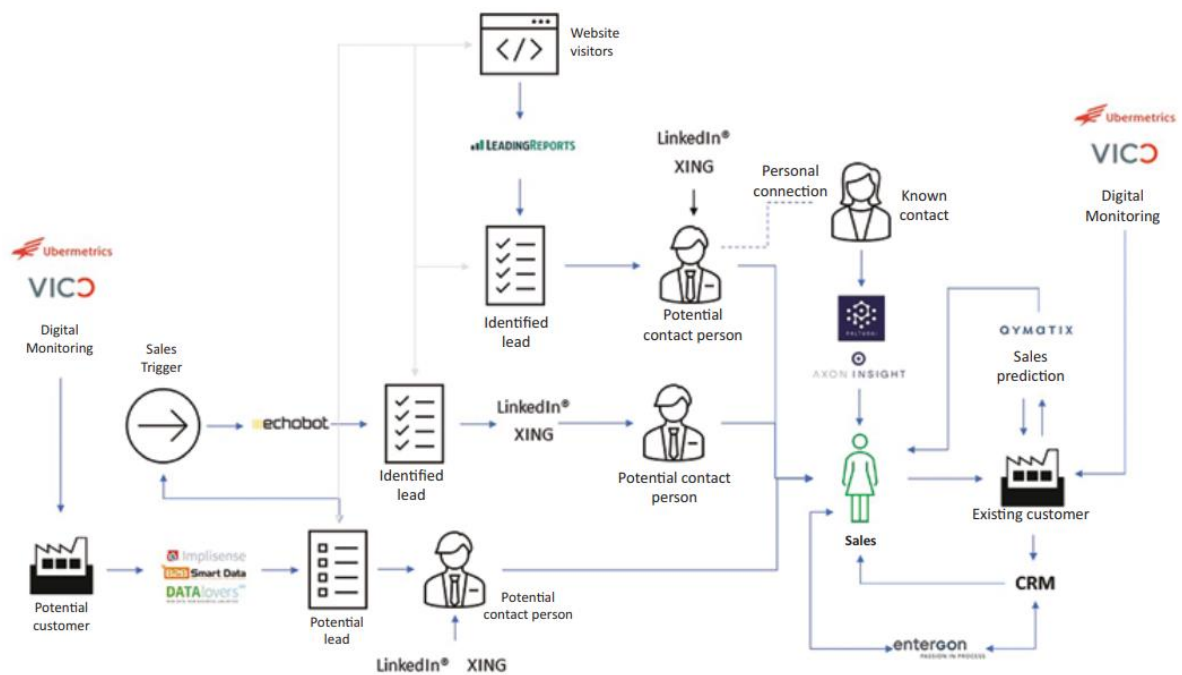 </>
Website
visitors
LEADINGREPORTS
LinkedIn®
XING
Personal
connection
Known
contact
Ubermetrics
VICO
Digital
Monitoring
Ubermetrics
VICO
Digital
Monitoring
Identified
lead
Potential
contact person
AXON INSIGHT
QYMATIX
Sales
prediction
Sales
Trigger
echobot
Identified
lead
LinkedIn®
XING
Potential contact
person
Sales
Existing customer
Potential
customer
Implisense
B2B Smart Data
DATAlovers
Potential
lead
Potential
contact person
LinkedIn® XING
CRM
entergon
PASSION IN PROCESS